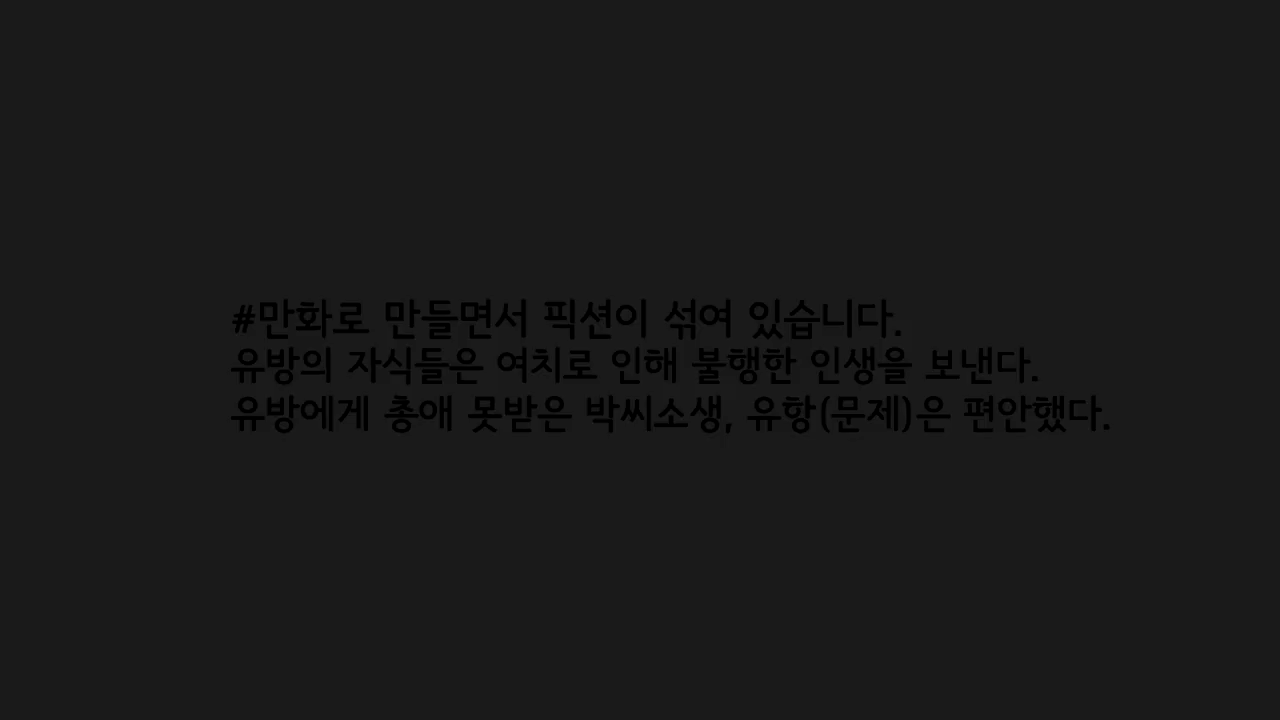 #만화로 만들면서 픽션이 섞여 있습니다.
유방의 자식들은 여치로 인해 불행한 인생을 보낸다.
유방에게 총애 못받은 박씨소생, 유항(문제)은 편안했다.